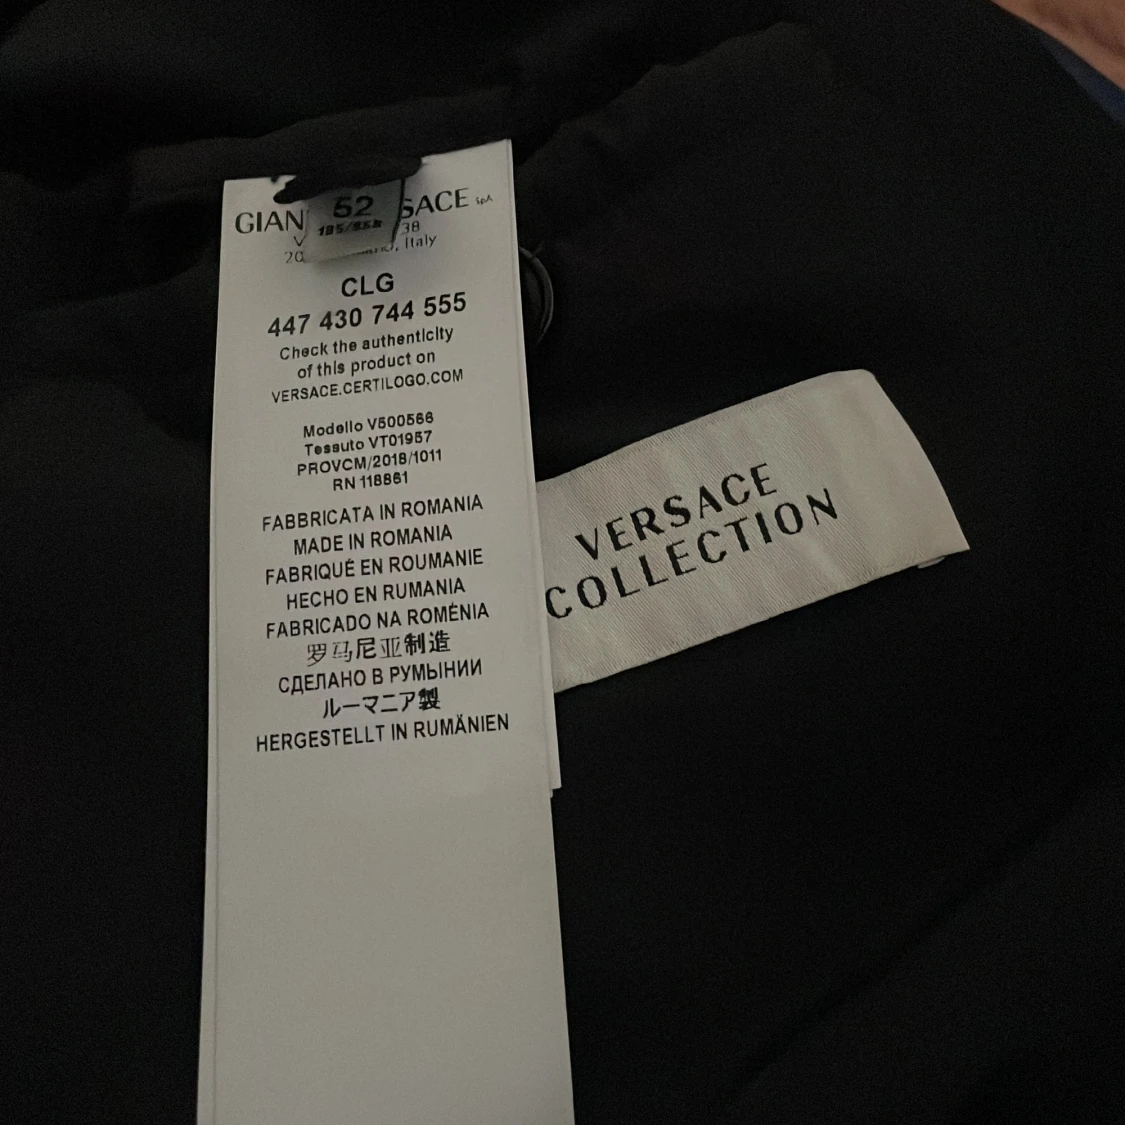 52
GIAN SACE SpA
38
Italy
CLG
447 430 744 555
Check the authenticity
of this product on
VERSACE.CERTILOGO.COM
Modello V500566
Tessuto VT01957
PROVCM/2018/1011
RN 118861
FABBRICATA IN ROMANIA
MADE IN ROMANIA
FABRIQUÉ EN ROUMANIE
HECHO EN RUMANIA
FABRICADO NA ROMÉNIA
罗马尼亚制造
СДЕЛАНО В РУМЫНИИ
ルーマニア製
HERGESTELLT IN RUMÄNIEN
VERSACE
COLLECTION